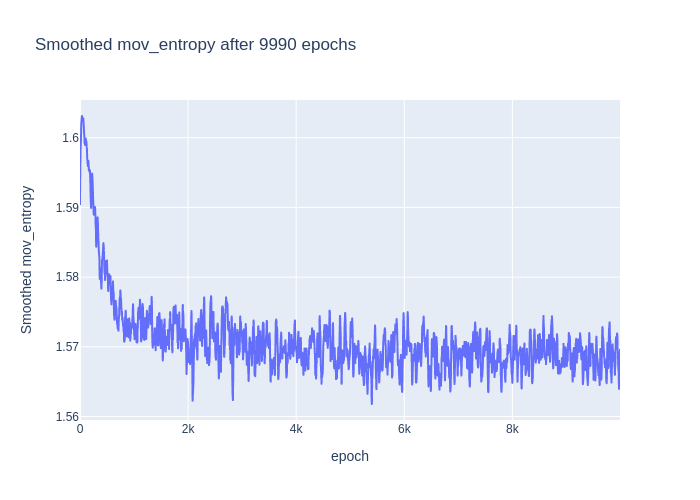 Smoothed mov_entropy after 9990 epochs
Smoothed mov_entropy
1.6
1.59
1.58
1.57
1.56
0
2k
4k
6k
8k
epoch